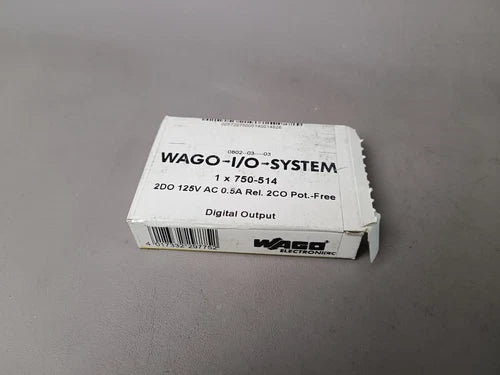 0802--03----03
WAGO→I/O→SYSTEM
1 x 750-514
2DO 125V AC 0.5A Rel. 2CO Pot.-Free
Digital Output
WAGO
ELECTRONIC